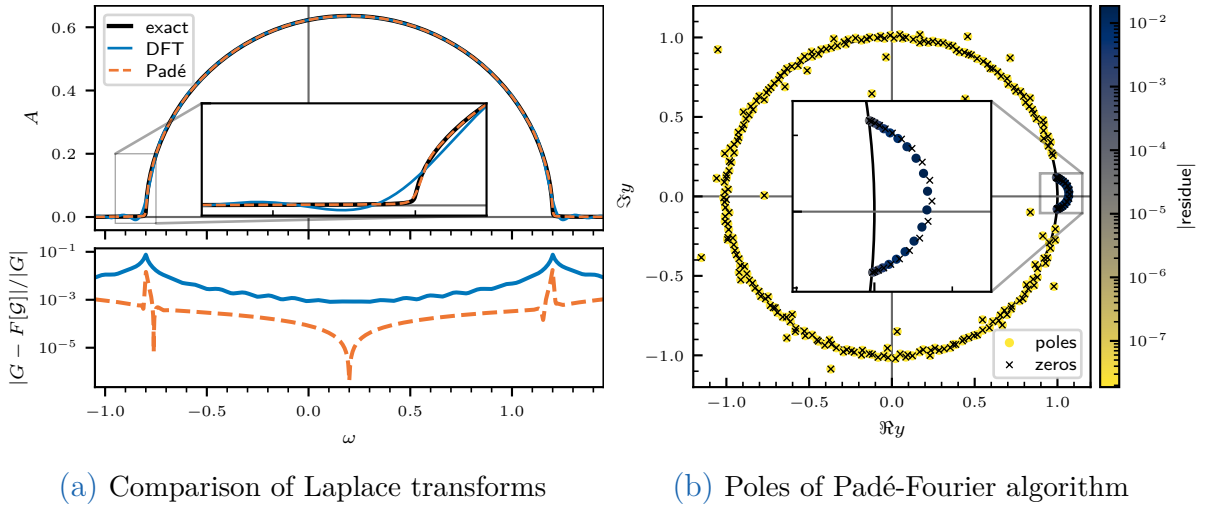 exact
DFT
Padé
A
0.6
0.4
0.2
0.0
|G − F[𝒢]|/|G|
10⁻¹
10⁻³
10⁻⁵
−1.0
−0.5
0.0
0.5
1.0
ω
(a) Comparison of Laplace transforms
ℑy
1.0
0.5
0.0
−0.5
−1.0
poles
zeros
−1.0
−0.5
0.0
0.5
1.0
ℜy
10⁻²
10⁻³
10⁻⁴
10⁻⁵
10⁻⁶
10⁻⁷
|residue|
(b) Poles of Padé-Fourier algorithm